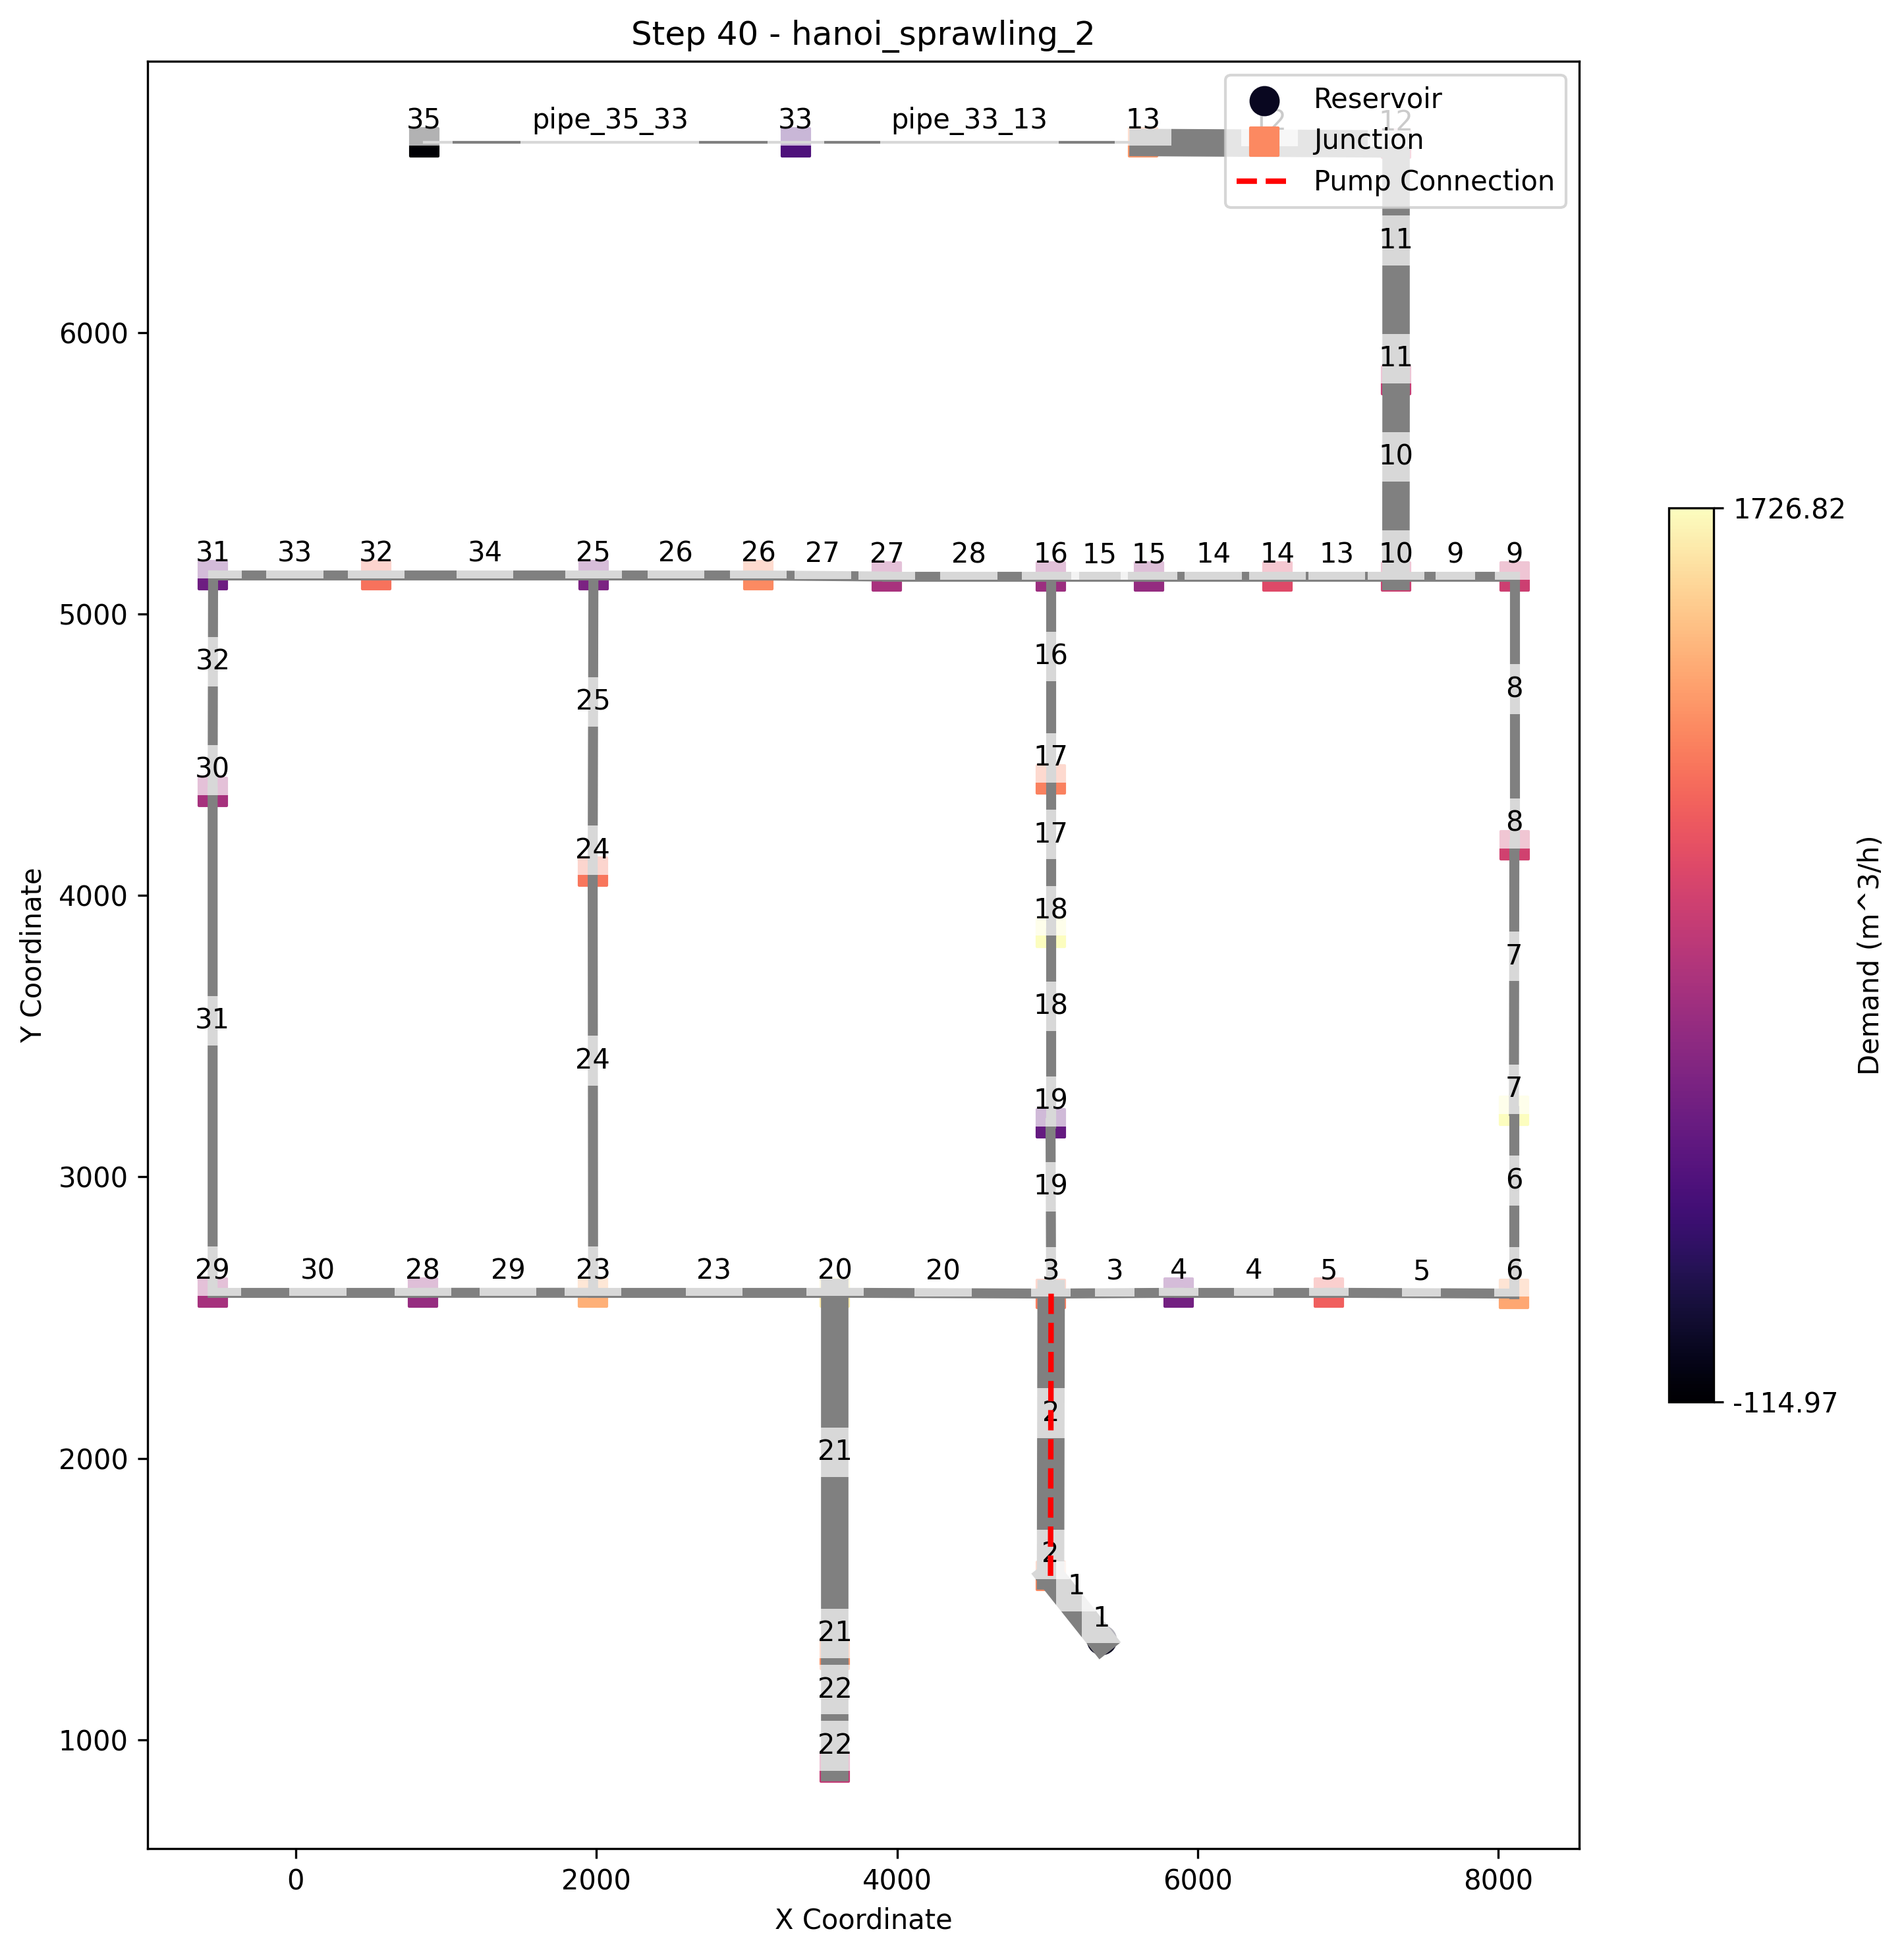 Step 40 - hanoi_sprawling_2
Reservoir
Junction
Pump Connection
35 pipe_35_33 33 pipe_33_13 13 12 12
11
11
10
31 33 32 34 25 26 26 27 27 28 16 15 15 14 14 13 10 9 9
32 25 16 8
30 17
24 17 8
18
7
31 24 18
19 7
19 6
29 30 28 29 23 23 20 20 3 3 4 4 5 5 6
2
21
2
1
1
21
22
22
6000
5000
4000
3000
2000
1000
0 2000 4000 6000 8000
X Coordinate
Y Coordinate
1726.82
-114.97
Demand (m^3/h)